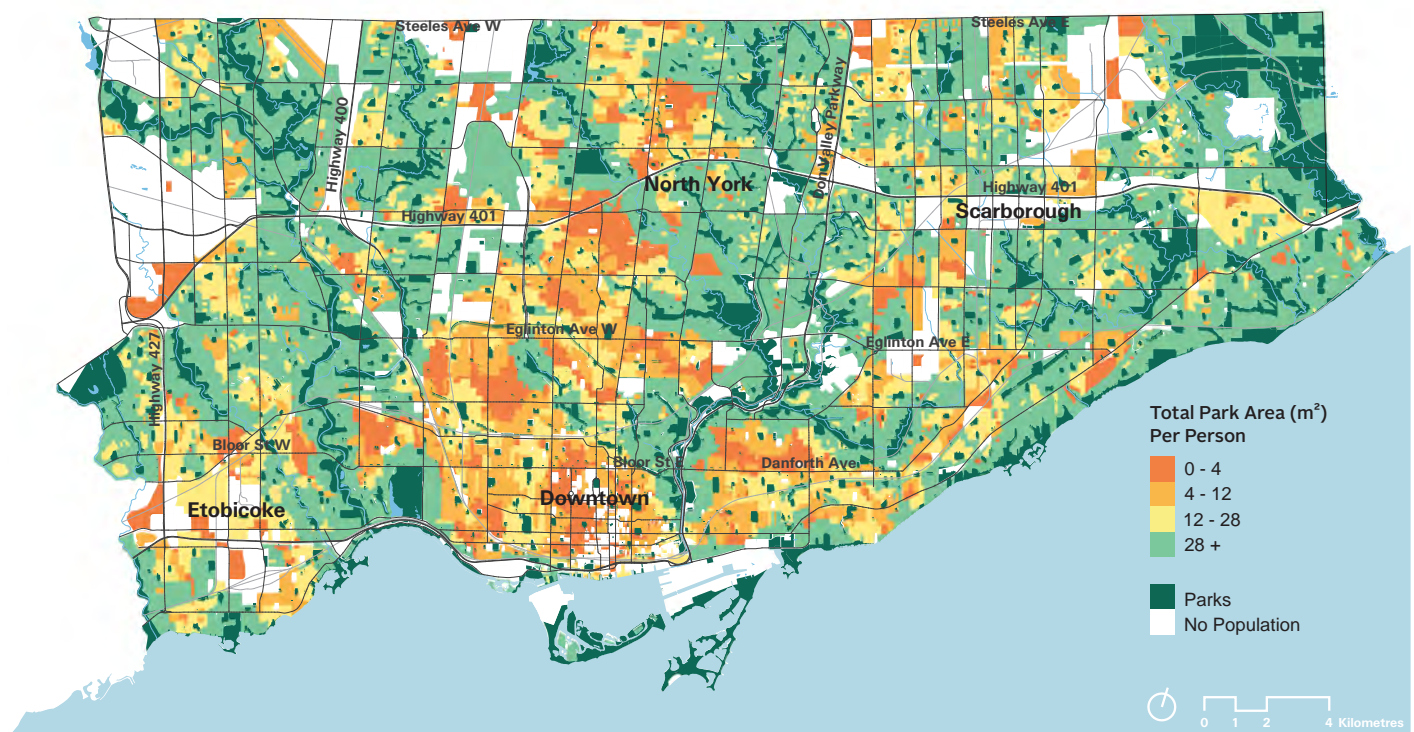 Steeles Ave W
Steeles Ave E
Don Valley Parkway
Highway 400
North York
Highway 401
Highway 401
Scarborough
Eglinton Ave W
Eglinton Ave E
Highway 427
Bloor St W
Bloor St E
Danforth Ave
Downtown
Etobicoke
Total Park Area (m²)
Per Person
0 - 4
4 - 12
12 - 28
28 +
Parks
No Population
0 1 2 4 Kilometres